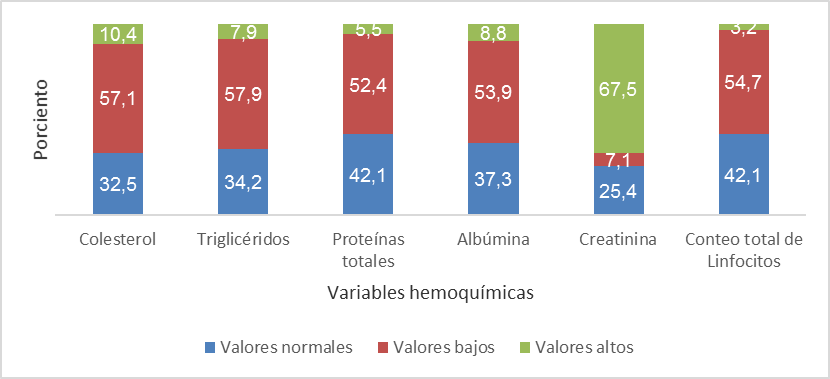 10,4 7,9 5,5 8,8 3,2
57,1 57,9 52,4 53,9 67,5 54,7
32,5 34,2 42,1 37,3 7,1 42,1
25,4
Porciento
Colesterol Triglicéridos Proteínas totales Albúmina Creatinina Conteo total de Linfocitos
Variables hemoquímicas
Valores normales Valores bajos Valores altos